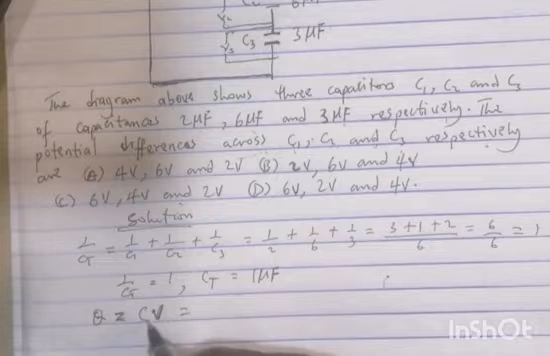 6μF
V₂
V₃ C₃ 3μF
The diagram above shows three capacitors C₁, C₂ and C₃
of capacitances 2μF, 6μF and 3μF respectively. The
potential differences across C₁, C₂ and C₃ respectively
are (A) 4V, 6V and 2V (B) 2V, 6V and 4V
(C) 6V, 4V and 2V (D) 6V, 2V and 4V.
Solution
1/C_T = 1/C₁ + 1/C₂ + 1/C₃ = 1/2 + 1/6 + 1/3 = (3+1+2)/6 = 6/6 = 1
1/C_T = 1, C_T = 1μF
Q = CV =
InShOt